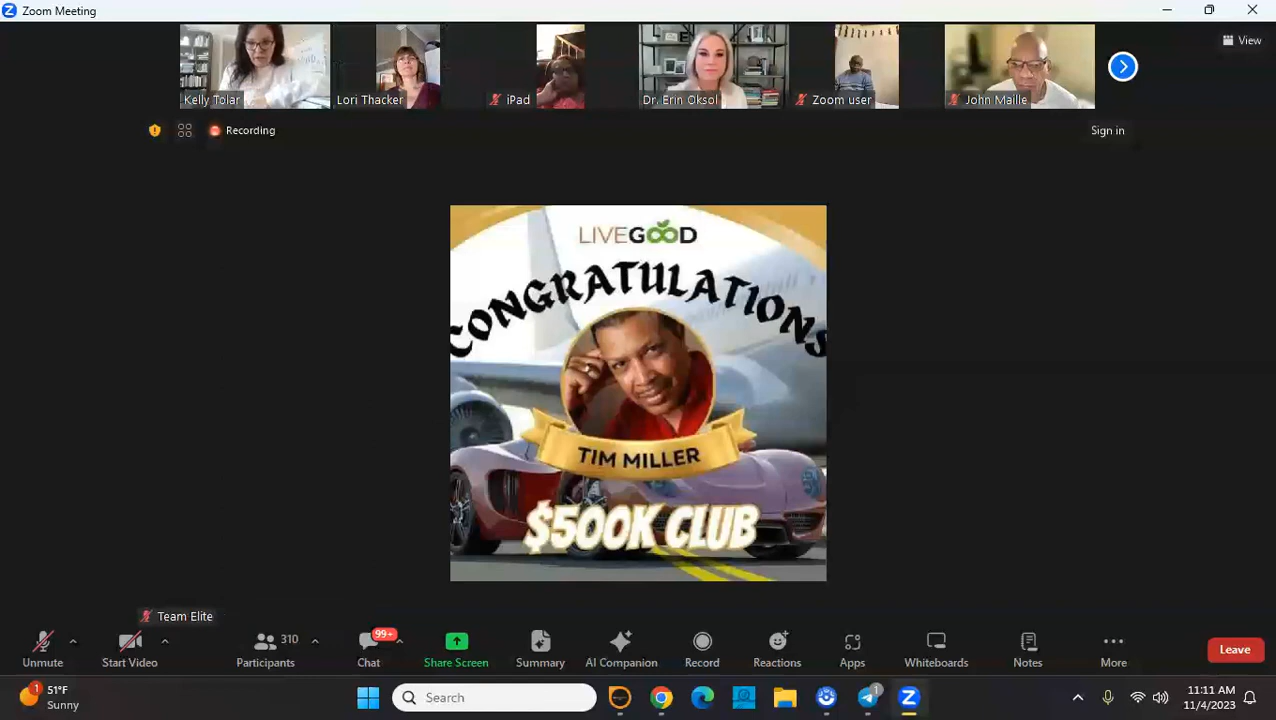 Zoom Meeting
Kelly Tolar
Lori Thacker
iPad
Dr. Erin Oksol
Zoom user
John Maille
View
Recording
Sign in
LIVEGOOD
CONGRATULATIONS
TIM MILLER
$500K CLUB
Team Elite
310
99+
Unmute
Start Video
Participants
Chat
Share Screen
Summary
AI Companion
Record
Reactions
Apps
Whiteboards
Notes
More
Leave
1
51°F
Sunny
Search
1
11:11 AM
11/4/2023